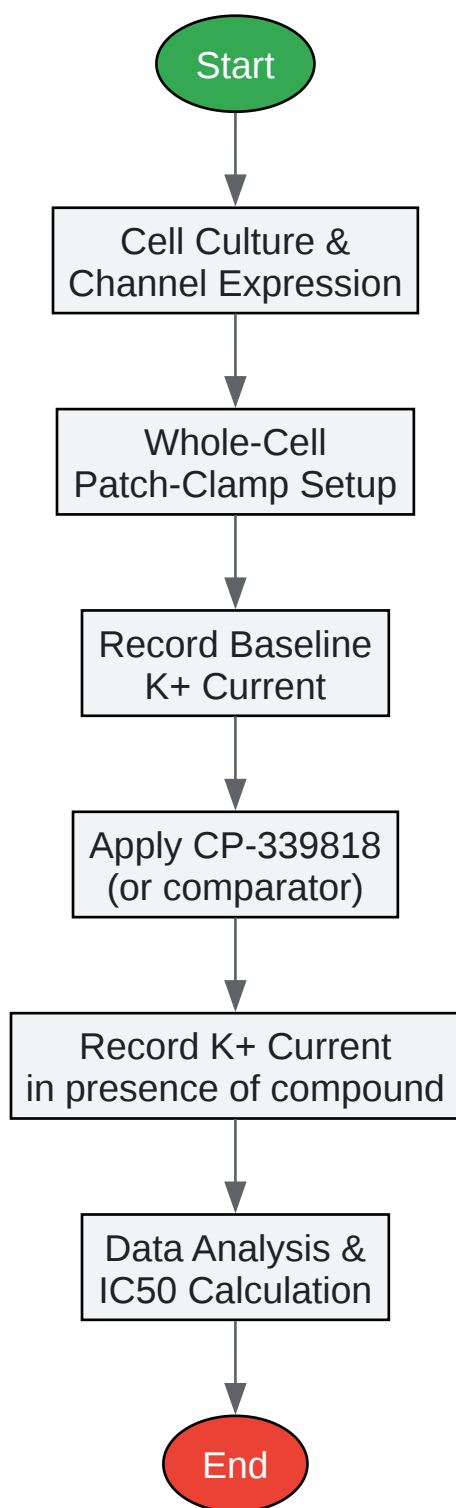 Start
Cell Culture &
Channel Expression
Whole-Cell
Patch-Clamp Setup
Record Baseline
K+ Current
Apply CP-339818
(or comparator)
Record K+ Current
in presence of compound
Data Analysis &
IC50 Calculation
End